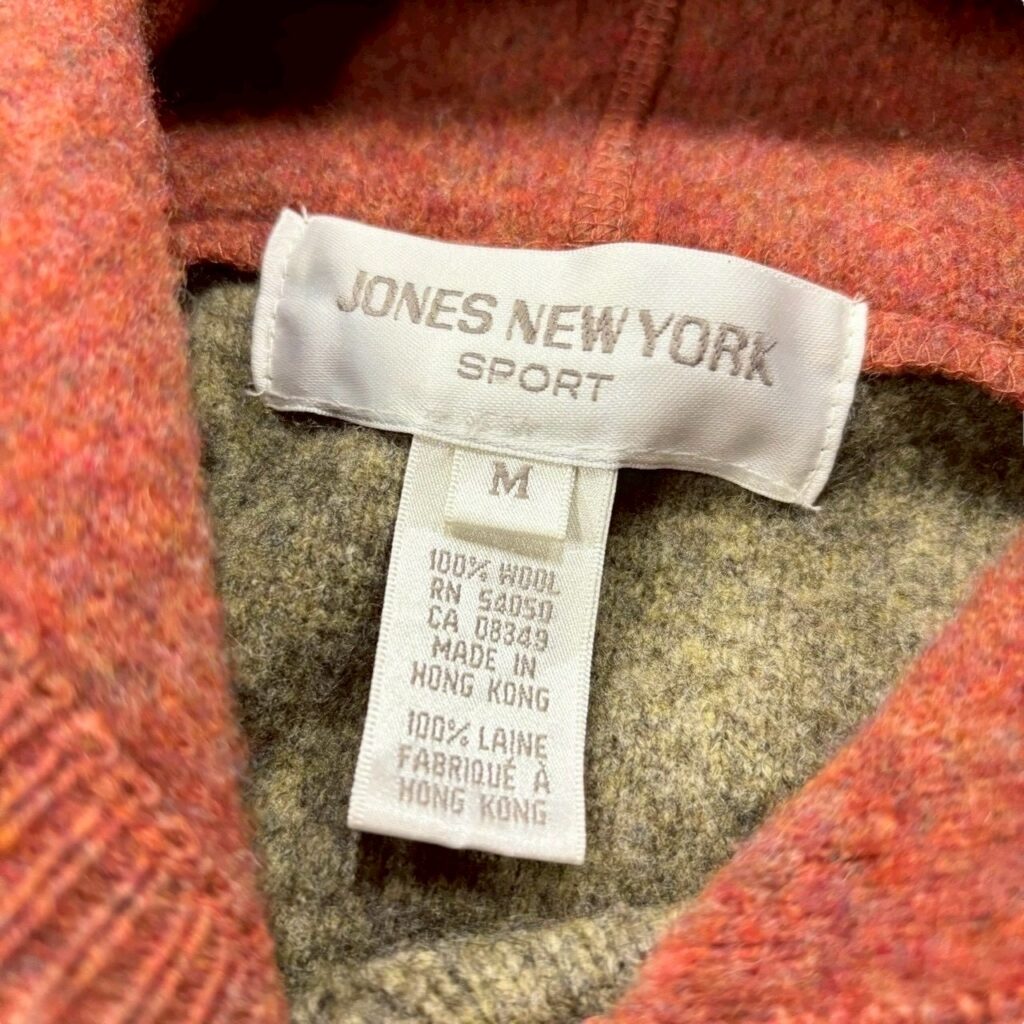 JONES NEW YORK
SPORT
M
100% WOOL
RN 54050
CA 08349
MADE IN
HONG KONG
100% LAINE
FABRIQUÉ À
HONG KONG